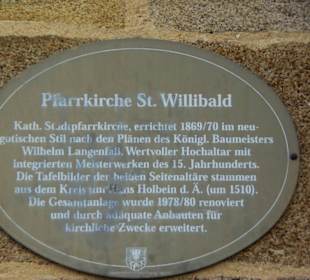 Pfarrkirche St. Willibald
Kath. Stadtpfarrkirche, errichtet 1869/70 im neu-
gotischen Stil nach den Plänen des Königl. Baumeisters
Wilhelm Langenfaß. Wertvoller Hochaltar mit
integrierten Meisterwerken des 15. Jahrhunderts.
Die Tafelbilder der beiden Seitenaltäre stammen
aus dem Kreis um Hans Holbein d. Ä. (um 1510).
Die Gesamtanlage wurde 1978/80 renoviert
und durch adäquate Anbauten für
kirchliche Zwecke erweitert.